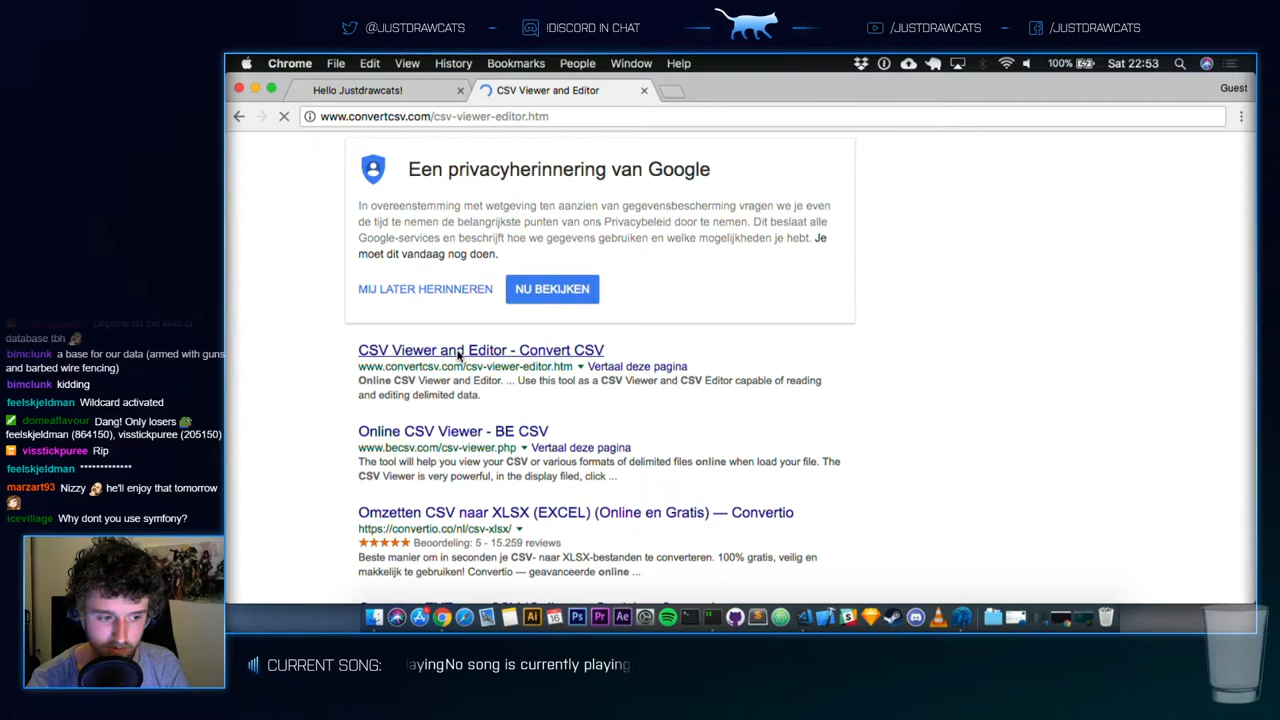 @JUSTDRAWCATS
!DISCORD IN CHAT
/JUSTDRAWCATS
/JUSTDRAWCATS
Chrome File Edit View History Bookmarks People Window Help
100% Sat 22:53
Hello Justdrawcats!
CSV Viewer and Editor
Guest
www.convertcsv.com/csv-viewer-editor.htm
Een privacyherinnering van Google
In overeenstemming met wetgeving ten aanzien van gegevensbescherming vragen we je even
de tijd te nemen de belangrijkste punten van ons Privacybeleid door te nemen. Dit beslaat alle
Google-services en beschrijft hoe we gegevens gebruiken en welke mogelijkheden je hebt. Je
moet dit vandaag nog doen.
MIJ LATER HERINNEREN
NU BEKIJKEN
CSV Viewer and Editor - Convert CSV
www.convertcsv.com/csv-viewer-editor.htm Vertaal deze pagina
Online CSV Viewer and Editor. ... Use this tool as a CSV Viewer and CSV Editor capable of reading
and editing delimited data.
Online CSV Viewer - BE CSV
www.becsv.com/csv-viewer.php Vertaal deze pagina
The tool will help you view your CSV or various formats of delimited files online when load your file. The
CSV Viewer is very powerful, in the display filed, click ...
Omzetten CSV naar XLSX (EXCEL) (Online en Gratis) — Convertio
https://convertio.co/nl/csv-xlsx/
Beoordeling: 5 - 15.259 reviews
Beste manier om in seconden je CSV- naar XLSX-bestanden te converteren. 100% gratis, veilig en
makkelijk te gebruiken! Convertio — geavanceerde online ...
Depends on the kind of
database tbh
bimclunk a base for our data (armed with guns
and barbed wire fencing)
bimclunk kidding
feelskjeldman Wildcard activated
domeaflavour Dang! Only losers
feelskjeldman (864150), visstickpuree (205150)
visstickpuree Rip
feelskjeldman *************
marzart93 Nizzy he'll enjoy that tomorrow
icevillage Why dont you use symfony?
CURRENT SONG:
layingNo song is currently playing